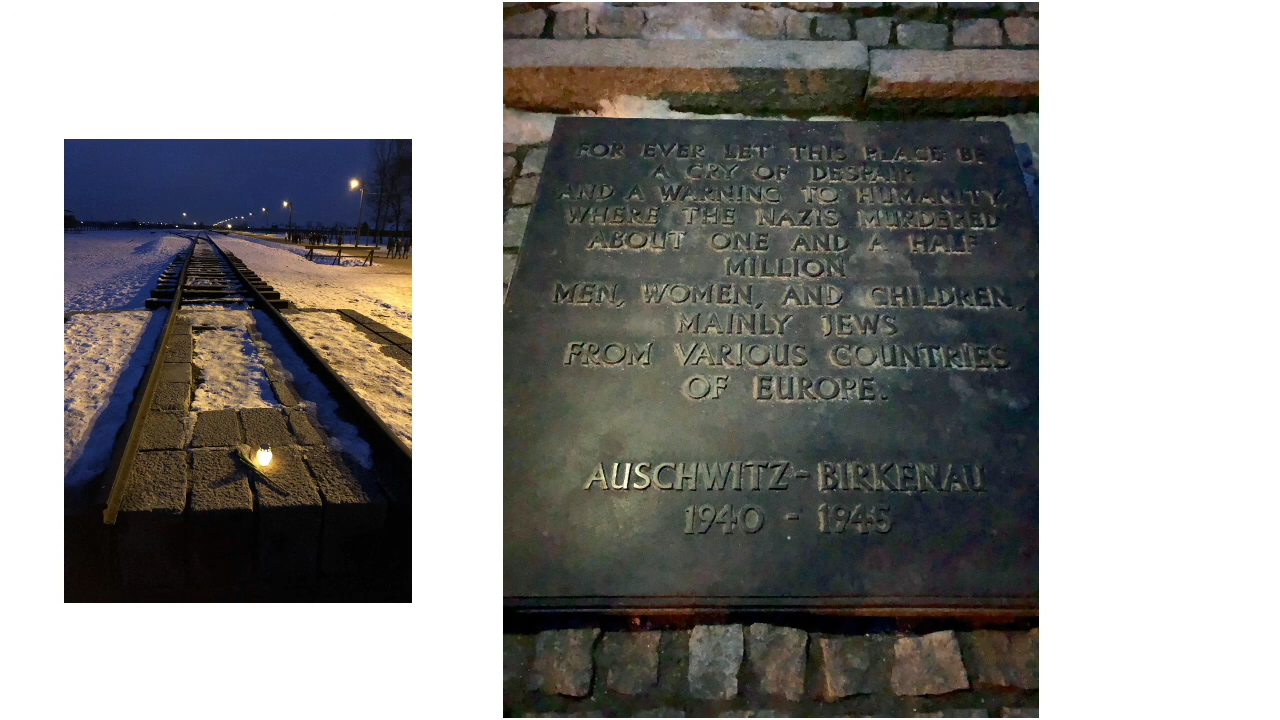 FOR EVER LET THIS PLACE BE
A CRY OF DESPAIR
AND A WARNING TO HUMANITY,
WHERE THE NAZIS MURDERED
ABOUT ONE AND A HALF
MILLION
MEN, WOMEN, AND CHILDREN,
MAINLY JEWS
FROM VARIOUS COUNTRIES
OF EUROPE.
AUSCHWITZ-BIRKENAU
1940 - 1945